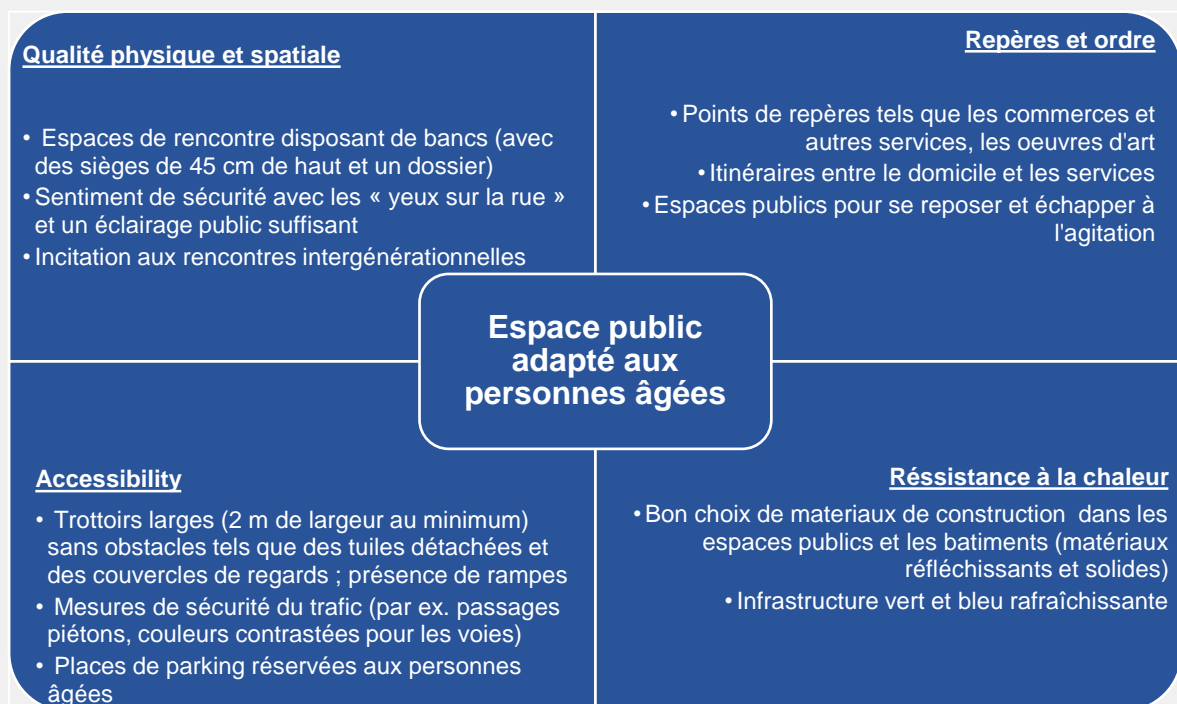 Qualité physique et spatiale
• Espaces de rencontre disposant de bancs (avec
des sièges de 45 cm de haut et un dossier)
• Sentiment de sécurité avec les « yeux sur la rue »
et un éclairage public suffisant
• Incitation aux rencontres intergénérationnelles
Repères et ordre
• Points de repères tels que les commerces et
autres services, les oeuvres d'art
• Itinéraires entre le domicile et les services
• Espaces publics pour se reposer et échapper à
l'agitation
Espace public
adapté aux
personnes âgées
Accessibility
• Trottoirs larges (2 m de largeur au minimum)
sans obstacles tels que des tuiles détachées et
des couvercles de regards ; présence de rampes
• Mesures de sécurité du trafic (par ex. passages
piétons, couleurs contrastées pour les voies)
• Places de parking réservées aux personnes
âgées
Réssistance à la chaleur
• Bon choix de materiaux de construction dans les
espaces publics et les batiments (matériaux
réfléchissants et solides)
• Infrastructure vert et bleu rafraîchissante